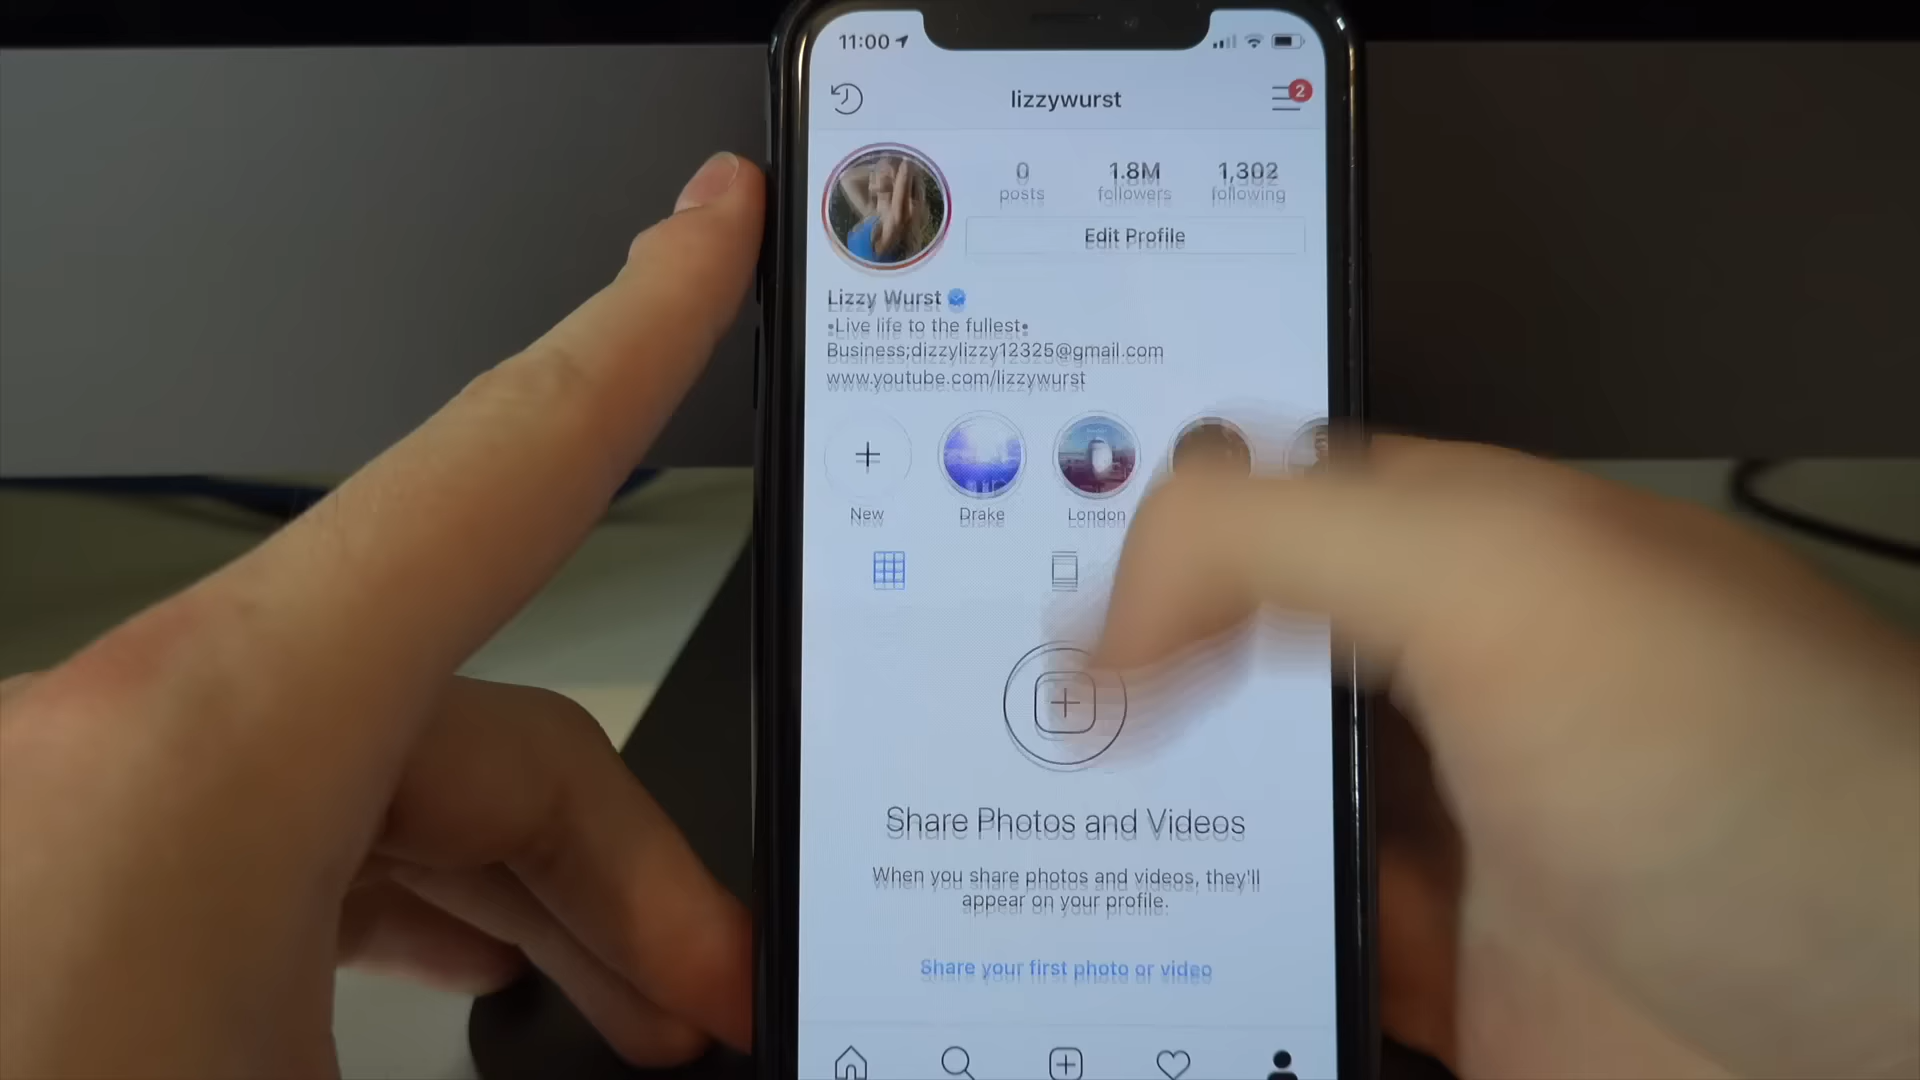 11:00
lizzywurst
2
0
1.8M
1,302
posts
followers
following
Edit Profile
Lizzy Wurst
•Live life to the fullest•
Business;dizzylizzy12325@gmail.com
www.youtube.com/lizzywurst
New
Drake
London
Share Photos and Videos
When you share photos and videos, they'll
appear on your profile.
Share your first photo or video